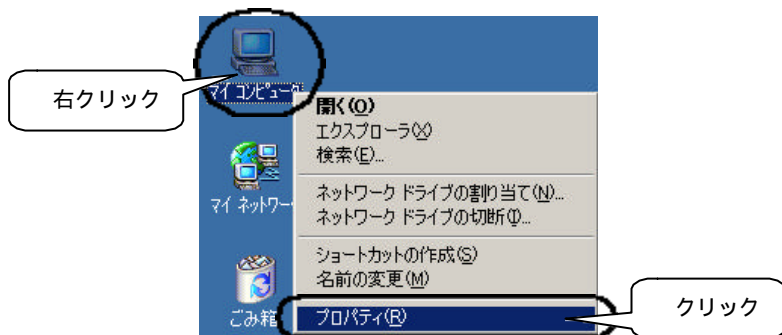 右クリック
マイ コンピュータ
開く(O)
エクスプローラ(X)
検索(E)...
ネットワーク ドライブの割り当て(N)...
ネットワーク ドライブの切断(I)...
マイ ネットワー
ショートカットの作成(S)
名前の変更(M)
ごみ箱
プロパティ(R)
クリック